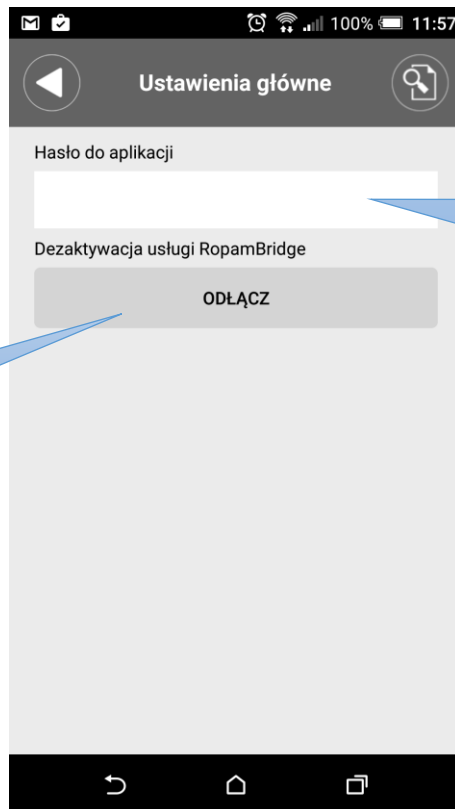 100% 11:57
Ustawienia główne
Hasło do aplikacji
Dezaktywacja usługi RopamBridge
ODŁĄCZ